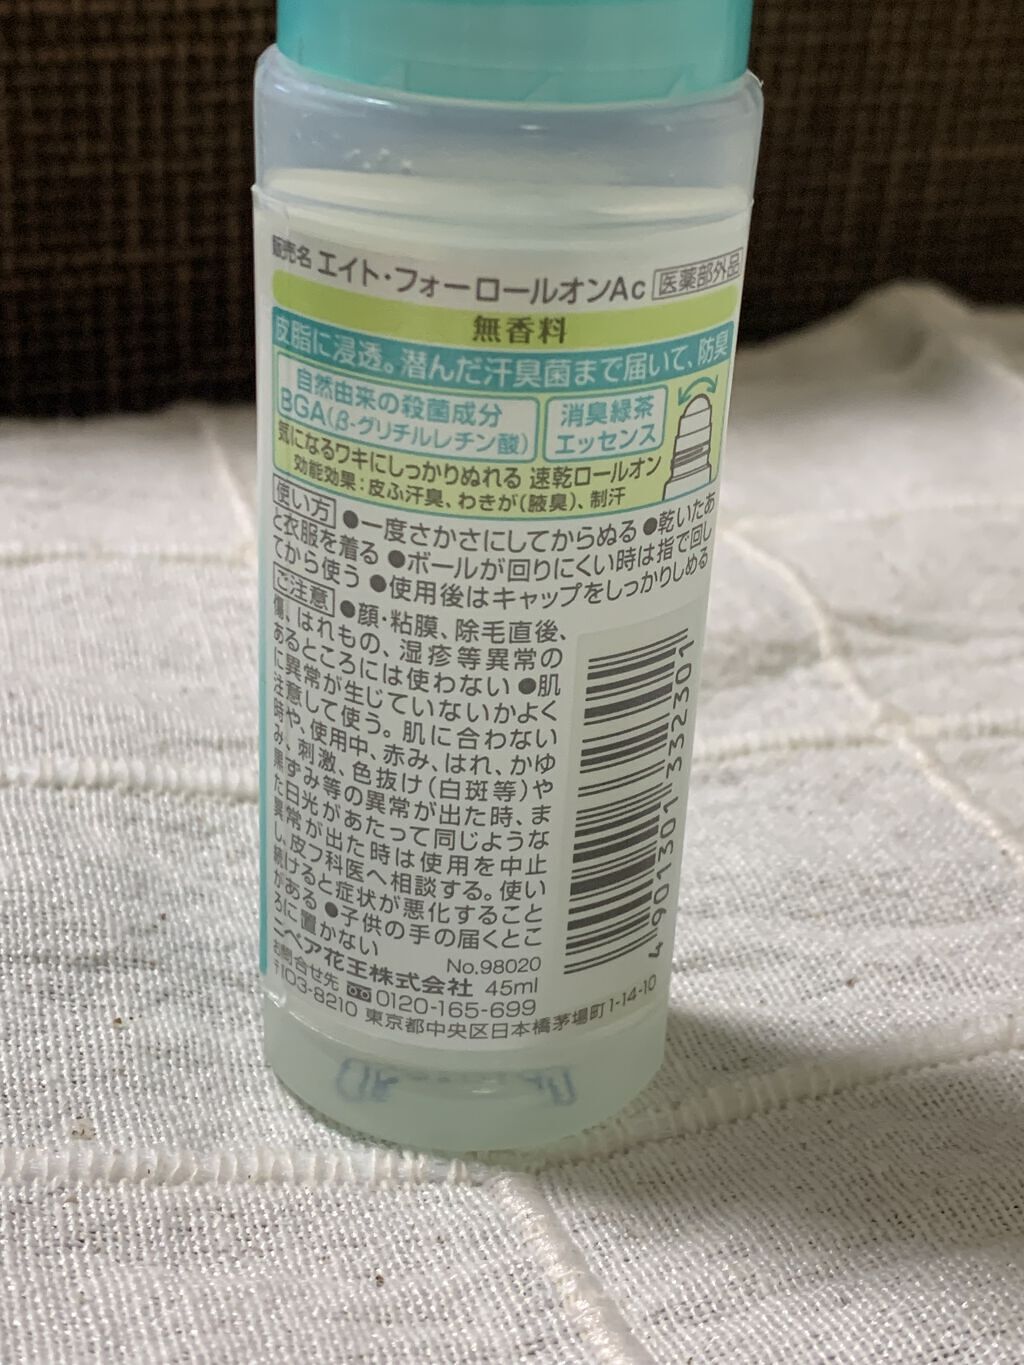 販売名 エイト・フォー ロールオンAc 医薬部外品
無香料
皮脂に浸透。潜んだ汗臭菌まで届いて、防臭
自然由来の殺菌成分
BGA(β-グリチルレチン酸)
消臭緑茶
エッセンス
気になるワキにしっかりぬれる 速乾ロールオン
効能効果:皮ふ汗臭、わきが(腋臭)、制汗
使い方 ●一度さかさにしてからぬる ●乾いたあ
と衣服を着る ●ボールが回りにくい時は指で回し
てから使う ●使用後はキャップをしっかりしめる
ご注意 ●顔・粘膜、除毛直後、
傷、はれもの、湿疹等異常の
あるところには使わない ●肌
に異常が生じていないかよく
注意して使う。肌に合わない
時や、使用中、赤み、はれ、かゆ
み、刺激、色抜け(白斑等)や
黒ずみ等の異常が出た時、ま
た日光があたって同じような
異常が出た時は使用を中止
し、皮フ科医へ相談する。使い
続けると症状が悪化すること
がある ●子供の手の届くとこ
ろに置かない
ニベア花王株式会社 No.98020
45ml
お問合せ先 0120-165-699
〒103-8210 東京都中央区日本橋茅場町1-14-10
4 901301 332301